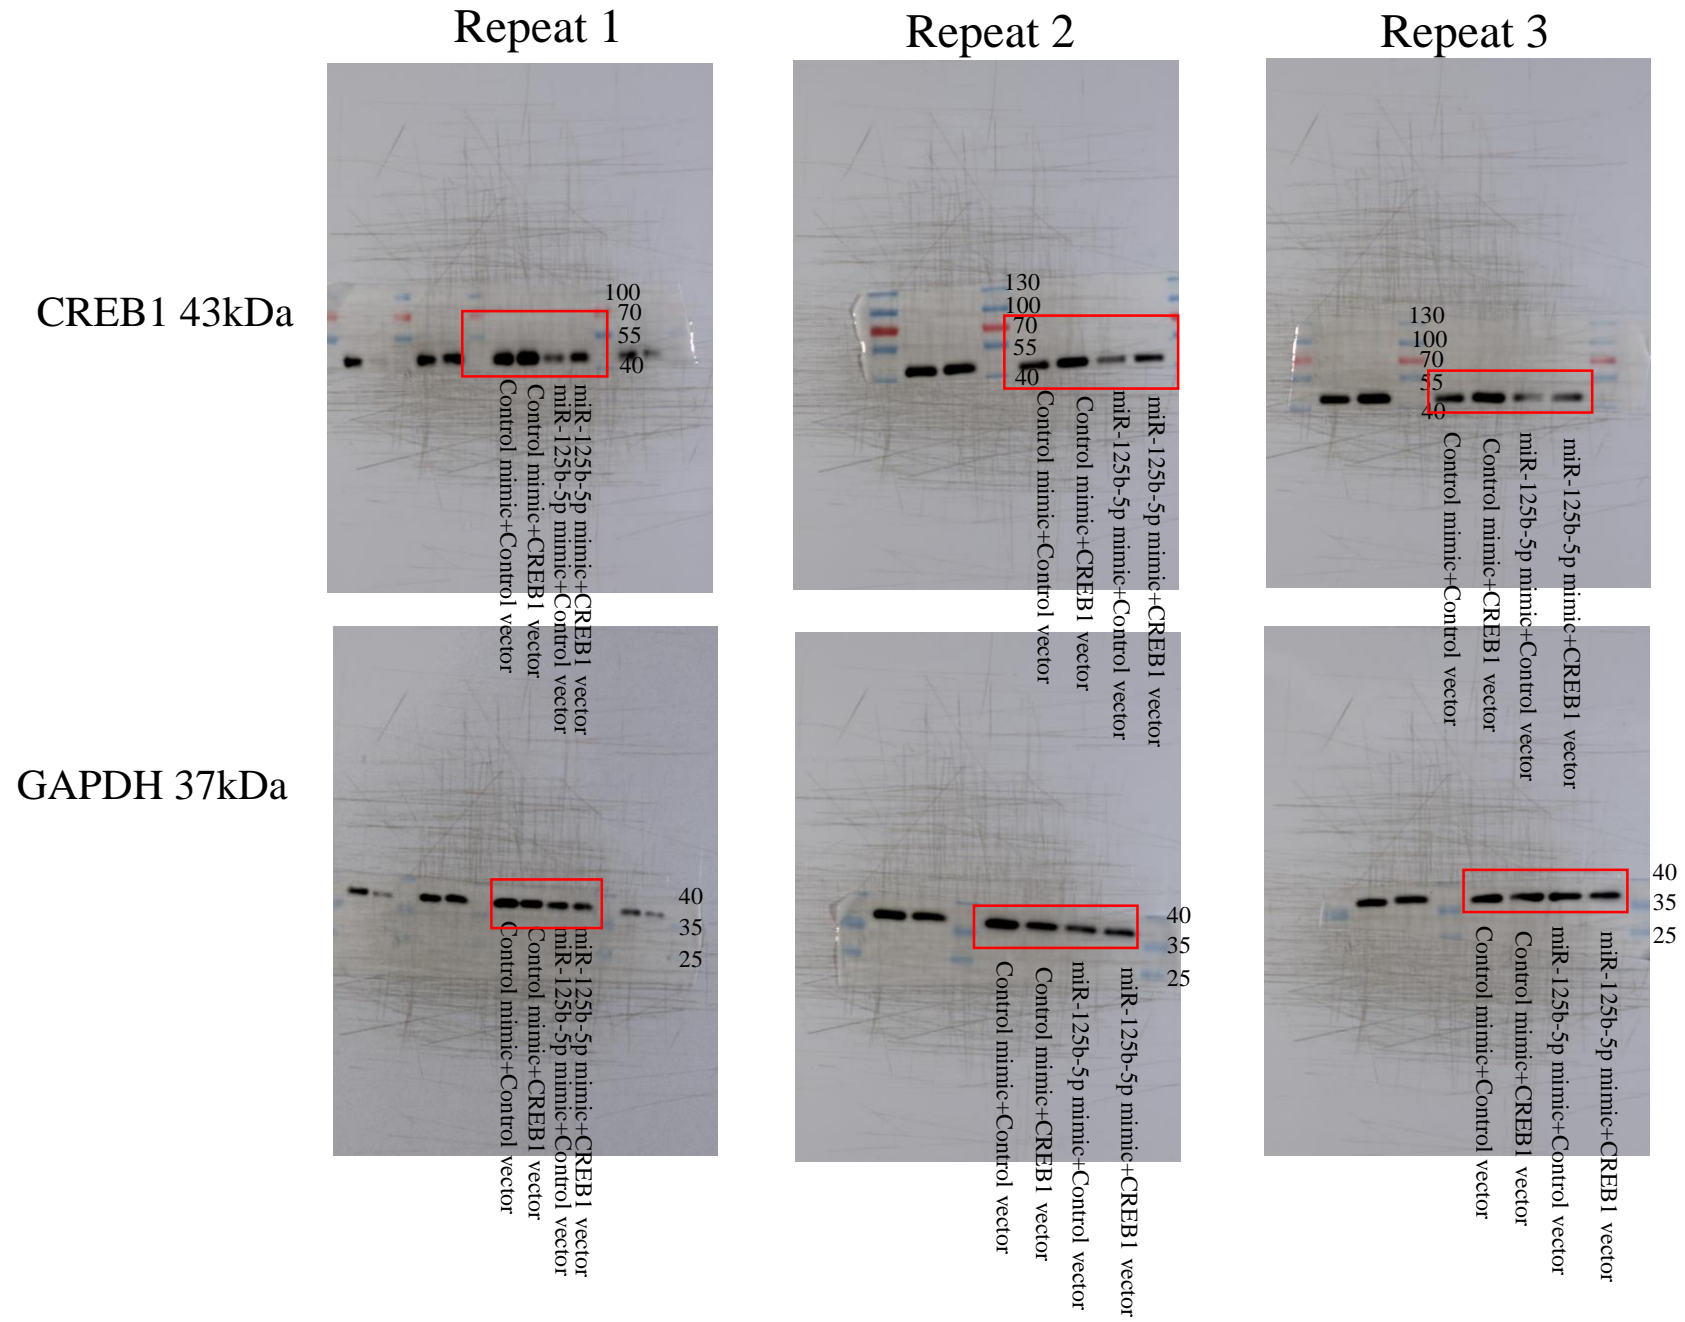 Repeat 1
Repeat 2
Repeat 3
CREB1 43kDa
100
70
55
40
Control mimic+Control vector
Control mimic+CREB1 vector
miR-125b-5p mimic+Control vector
miR-125b-5p mimic+CREB1 vector
130
100
70
55
40
Control mimic+Control vector
Control mimic+CREB1 vector
miR-125b-5p mimic+Control vector
miR-125b-5p mimic+CREB1 vector
130
100
70
55
40
Control mimic+Control vector
Control mimic+CREB1 vector
miR-125b-5p mimic+Control vector
miR-125b-5p mimic+CREB1 vector
GAPDH 37kDa
40
35
25
Control mimic+Control vector
Control mimic+CREB1 vector
miR-125b-5p mimic+Control vector
miR-125b-5p mimic+CREB1 vector
40
35
25
Control mimic+Control vector
Control mimic+CREB1 vector
miR-125b-5p mimic+Control vector
miR-125b-5p mimic+CREB1 vector
40
35
25
Control mimic+Control vector
Control mimic+CREB1 vector
miR-125b-5p mimic+Control vector
miR-125b-5p mimic+CREB1 vector